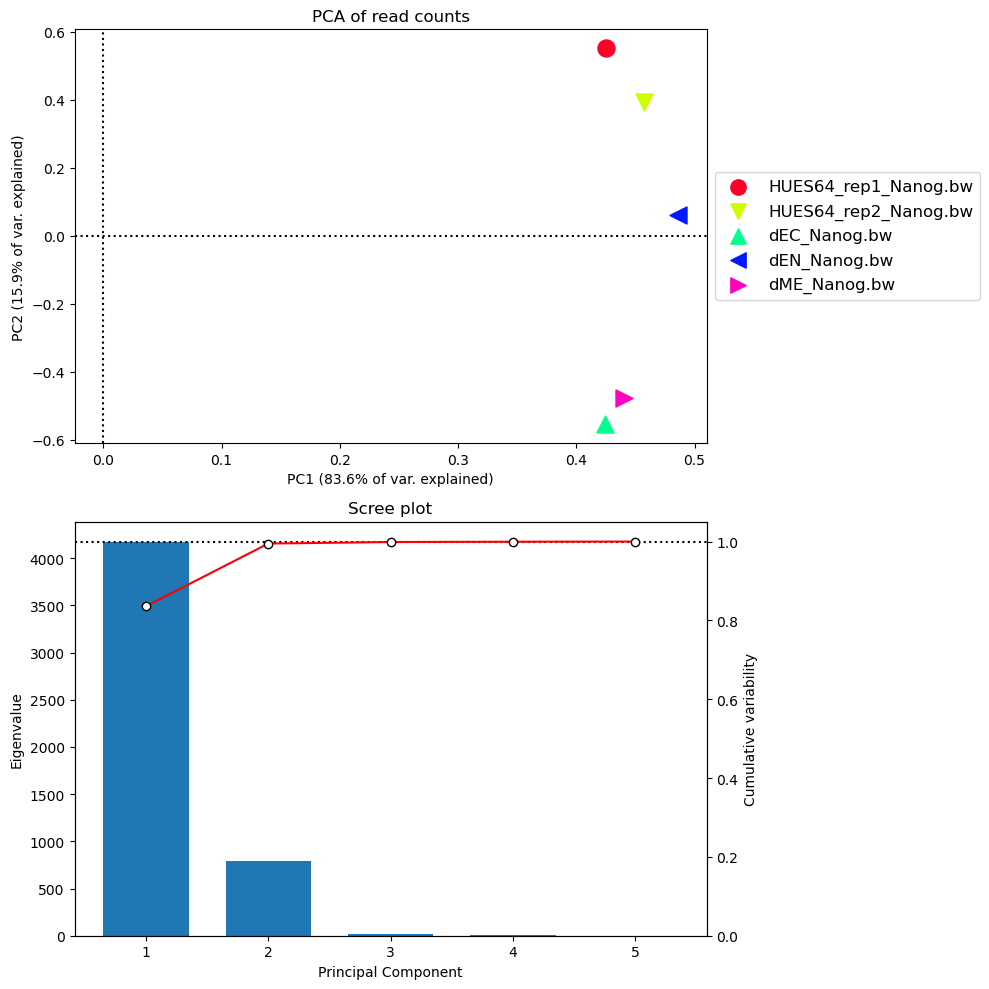 PCA of read counts
PC2 (15.9% of var. explained)
0.6
0.4
0.2
0.0
−0.2
−0.4
−0.6
0.0 0.1 0.2 0.3 0.4 0.5
PC1 (83.6% of var. explained)
HUES64_rep1_Nanog.bw
HUES64_rep2_Nanog.bw
dEC_Nanog.bw
dEN_Nanog.bw
dME_Nanog.bw
Scree plot
Eigenvalue
4000
3500
3000
2500
2000
1500
1000
500
0
1 2 3 4 5
Principal Component
1.0
0.8
0.6
0.4
0.2
0.0
Cumulative variability